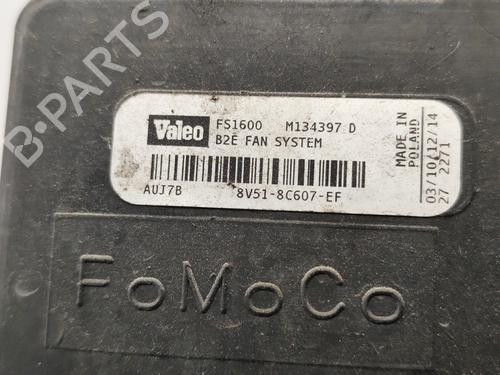 B-PARTS
Valeo FS1600 M134397 D
B2E FAN SYSTEM
AUJ7B 8V51-8C607-EF
MADE IN
POLAND
03/10/12/14
27 2271
FoMoCo